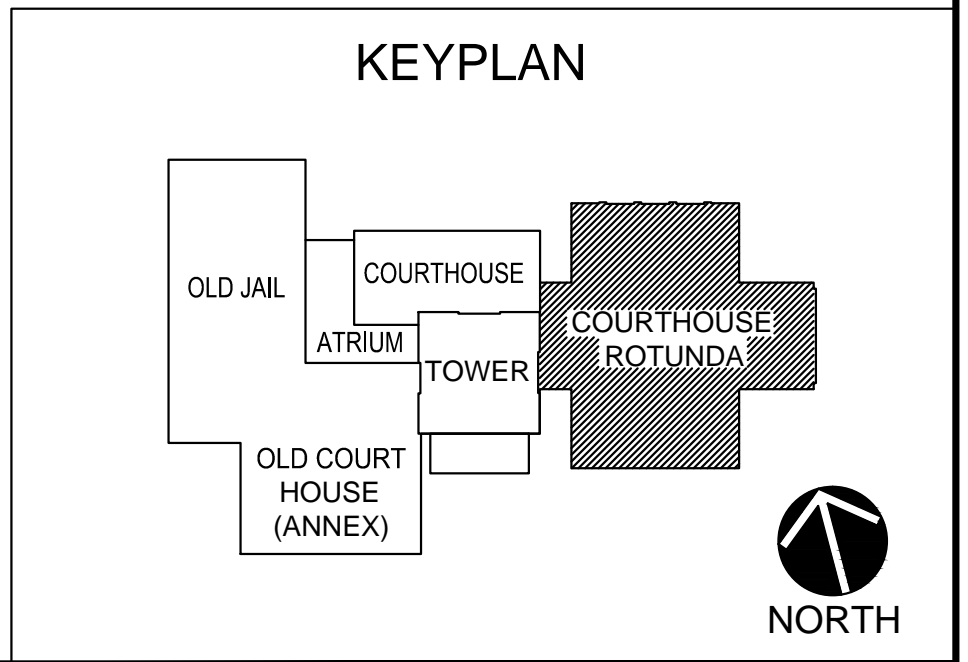 KEYPLAN
OLD JAIL
COURTHOUSE
ATRIUM
TOWER
COURTHOUSE
ROTUNDA
OLD COURT
HOUSE
(ANNEX)
NORTH